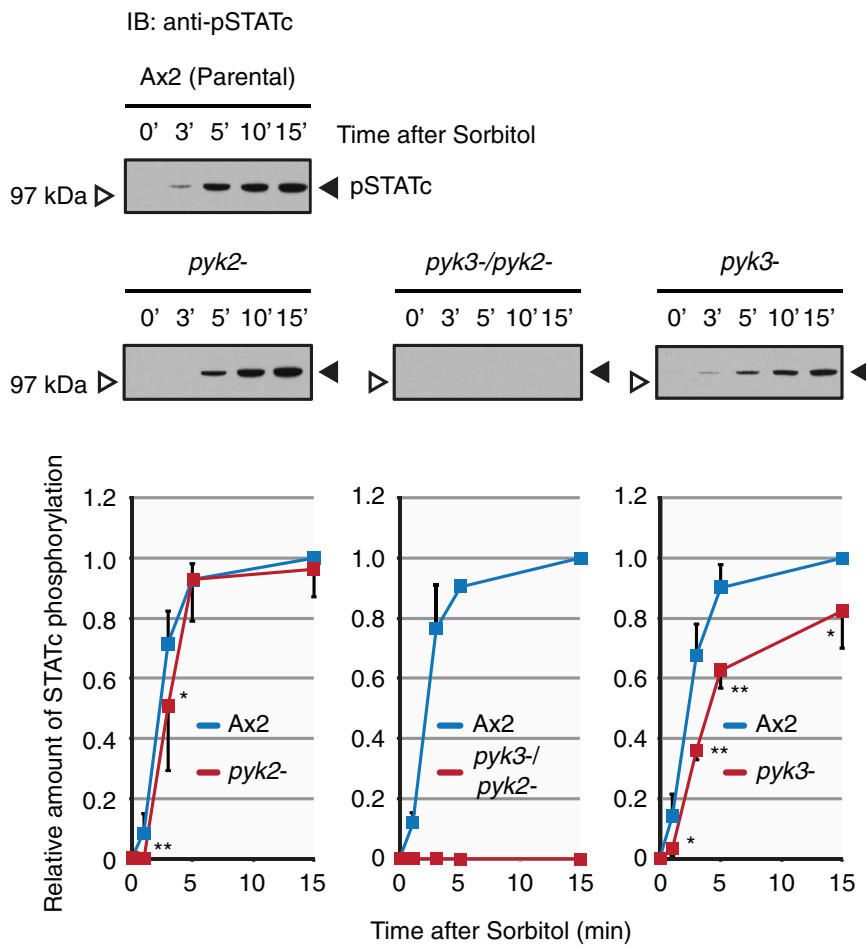 IB: anti-pSTATc
Ax2 (Parental)
0' 3' 5' 10' 15' Time after Sorbitol
97 kDa pSTATc
pyk2- pyk3-/pyk2- pyk3-
0' 3' 5' 10' 15' 0' 3' 5' 10' 15' 0' 3' 5' 10' 15'
97 kDa
Relative amount of STATc phosphorylation
1.2 1.2 1.2
1.0 1.0 1.0
0.8 0.8 0.8
*
0.6 0.6 0.6
* **
0.4 Ax2 0.4 Ax2 0.4 Ax2
**
pyk2- pyk3-/ pyk3-
pyk2-
0.2 0.2 0.2
** *
0 0 0
0 5 10 15 0 5 10 15 0 5 10 15
Time after Sorbitol (min)